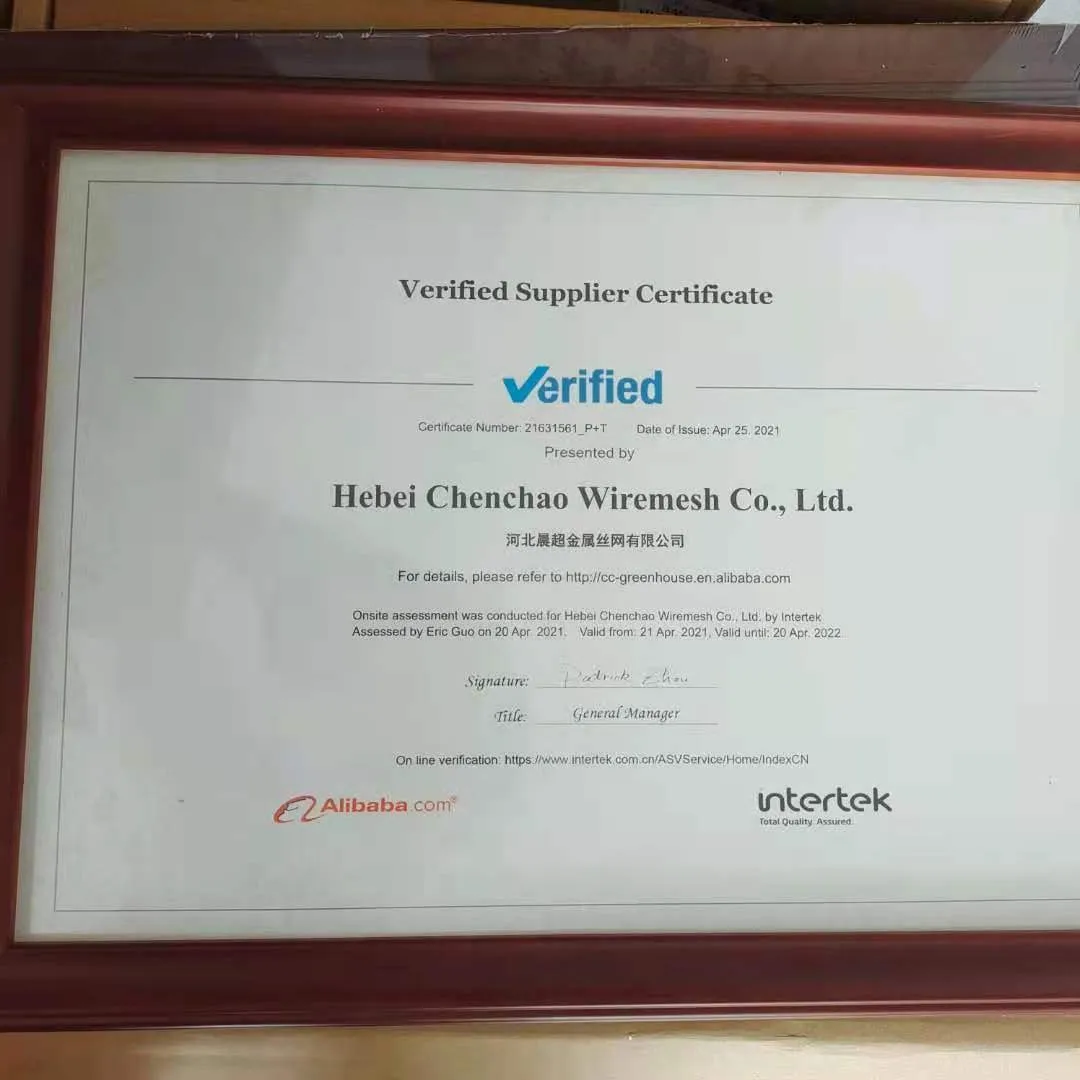 Verified Supplier Certificate
Verified
Certificate Number: 21631561_P+T Date of Issue: Apr 25. 2021
Presented by
Hebei Chenchao Wiremesh Co., Ltd.
河北晨超金属丝网有限公司
For details, please refer to http://cc-greenhouse.en.alibaba.com
Onsite assessment was conducted for Hebei Chenchao Wiremesh Co., Ltd. by Intertek
Assessed by Eric Guo on 20 Apr. 2021. Valid from: 21 Apr. 2021, Valid until: 20 Apr. 2022
Signature: Patrick Zhou
Title: General Manager
On line verification: https://www.intertek.com.cn/ASVService/Home/IndexCN
Alibaba.com®
intertek
Total Quality. Assured.